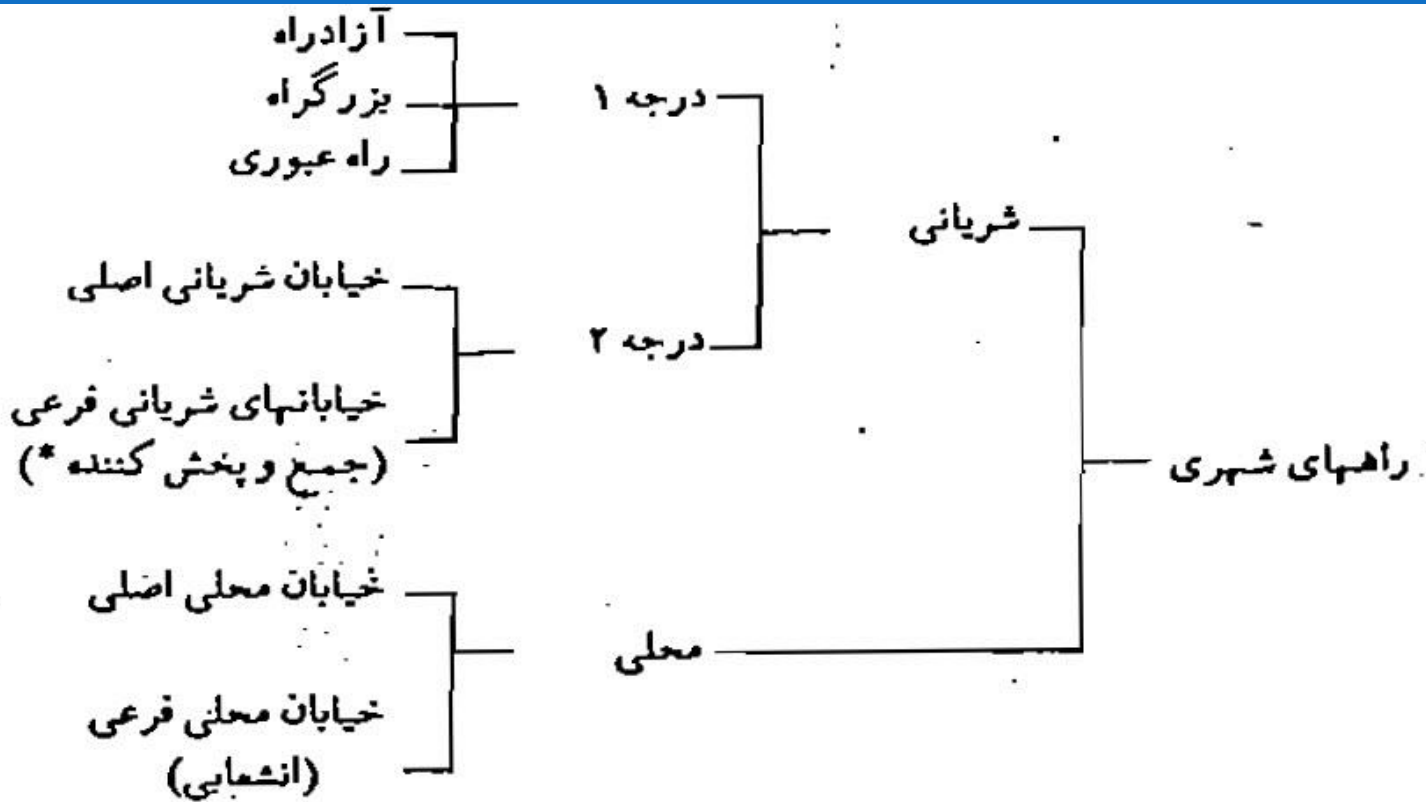 راههای شهری
شریانی
درجه ۱
آزادراه
بزرگراه
راه عبوری
درجه ۲
خیابان شریانی اصلی
خیابانهای شریانی فرعی
(جمع و پخش کننده *)
محلی
خیابان محلی اصلی
خیابان محلی فرعی
(انشعابی)